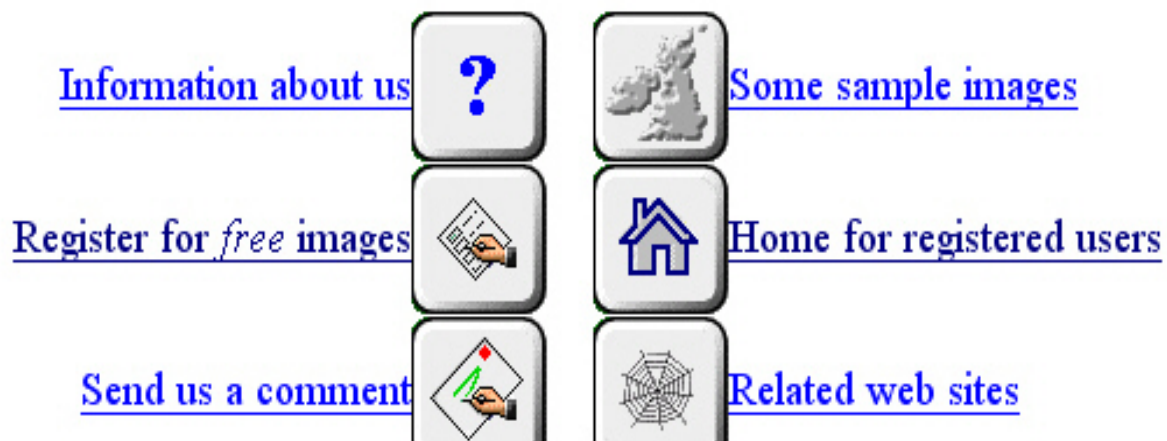 Information about us
?
Some sample images
Register for free images
Home for registered users
Send us a comment
Related web sites